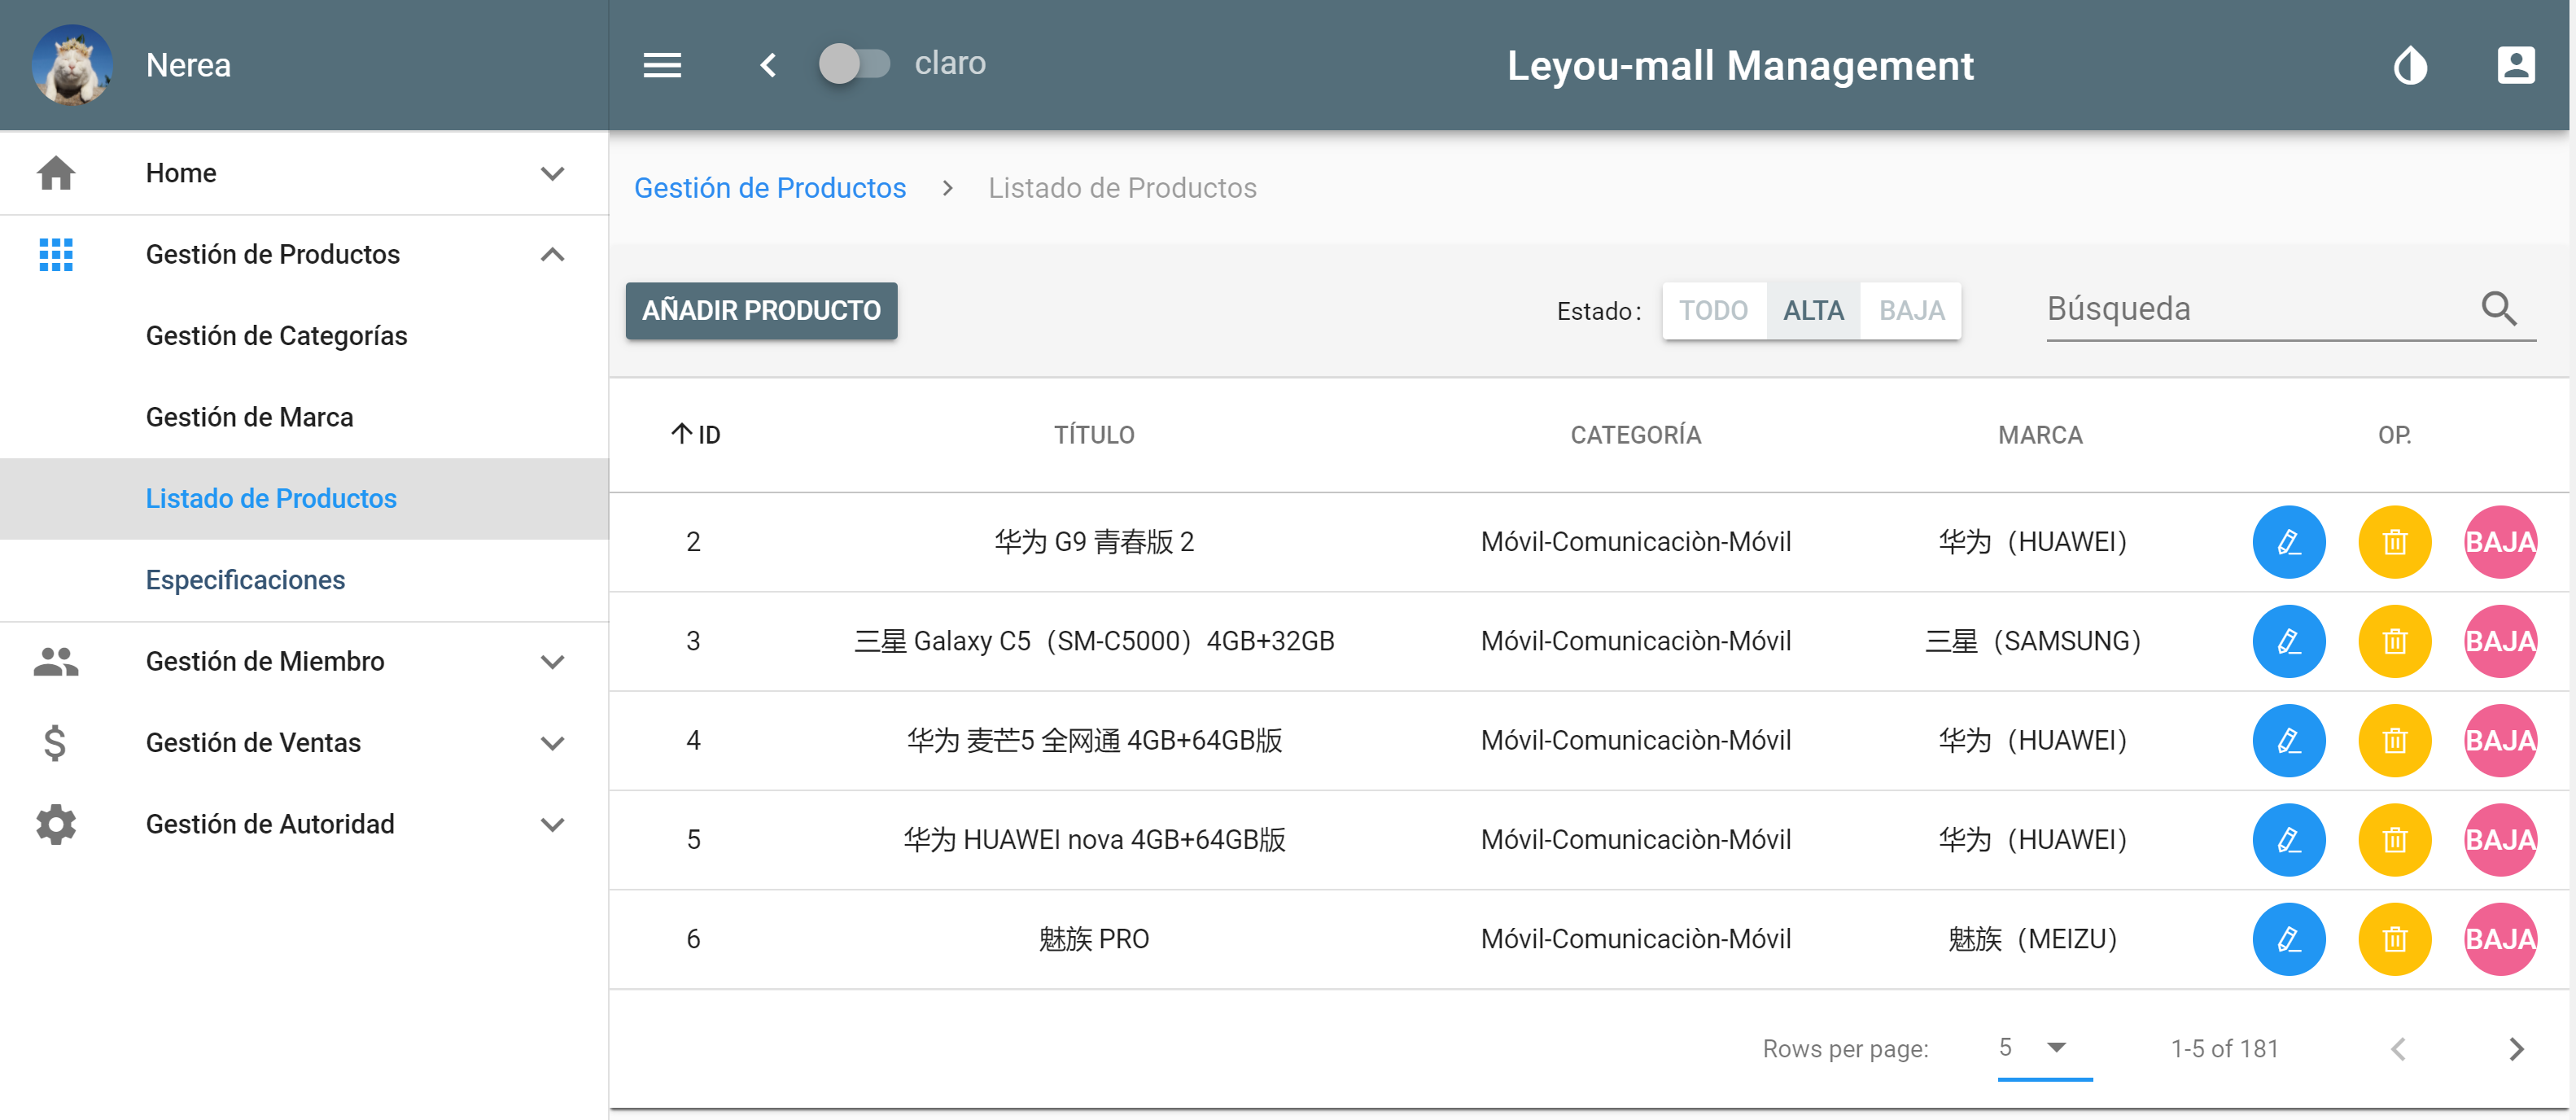 Nerea
claro
Leyou-mall Management
Home
Gestión de Productos
Gestión de Categorías
Gestión de Marca
Listado de Productos
Especificaciones
Gestión de Miembro
Gestión de Ventas
Gestión de Autoridad
Gestión de Productos > Listado de Productos
AÑADIR PRODUCTO
Estado: TODO ALTA BAJA
Búsqueda
ID TÍTULO CATEGORÍA MARCA OP.
2 华为 G9 青春版 2 Móvil-Comunicaciòn-Móvil 华为（HUAWEI） BAJA
3 三星 Galaxy C5（SM-C5000）4GB+32GB Móvil-Comunicaciòn-Móvil 三星（SAMSUNG） BAJA
4 华为 麦芒5 全网通 4GB+64GB版 Móvil-Comunicaciòn-Móvil 华为（HUAWEI） BAJA
5 华为 HUAWEI nova 4GB+64GB版 Móvil-Comunicaciòn-Móvil 华为（HUAWEI） BAJA
6 魅族 PRO Móvil-Comunicaciòn-Móvil 魅族（MEIZU） BAJA
Rows per page: 5 1-5 of 181